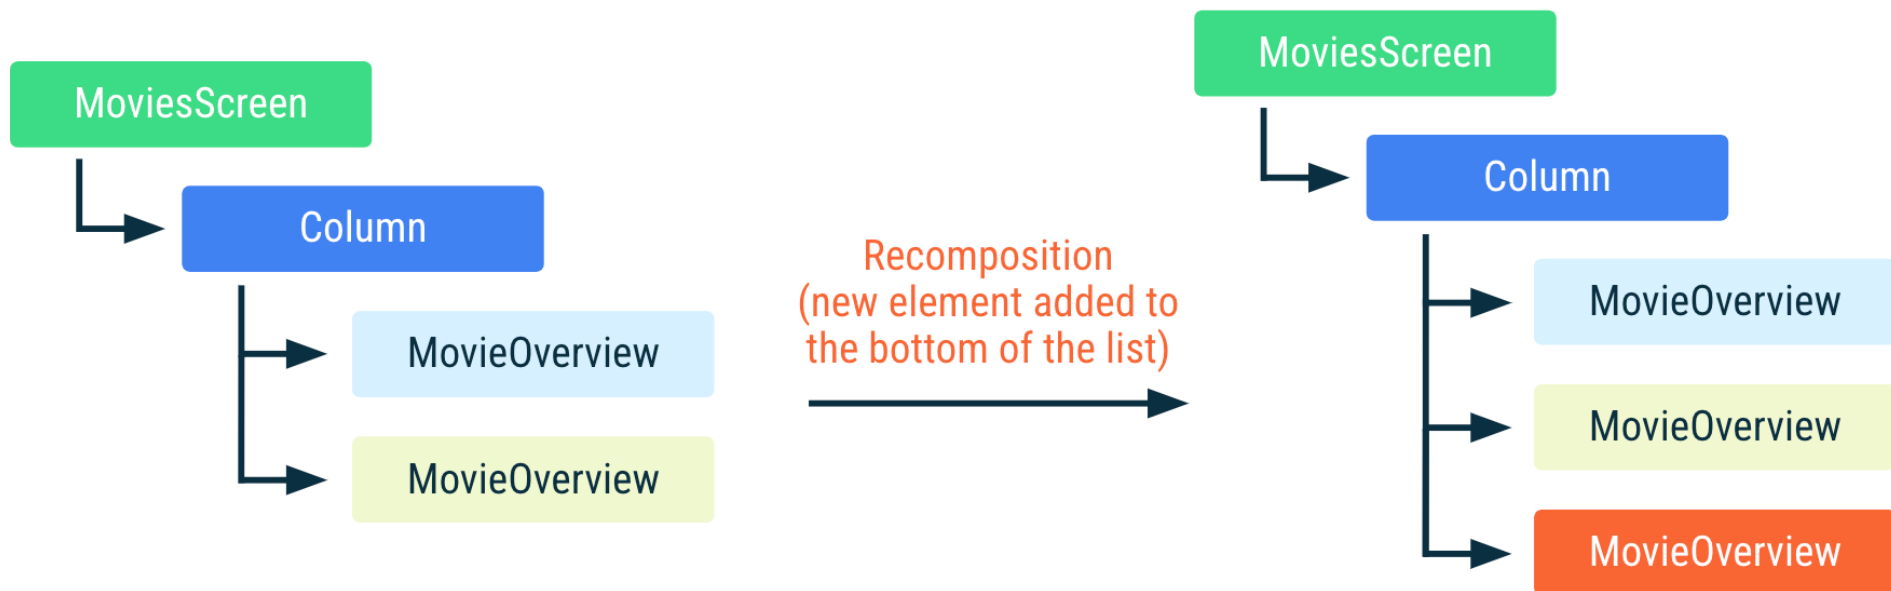 MoviesScreen
Column
MovieOverview
MovieOverview
Recomposition
(new element added to
the bottom of the list)
MoviesScreen
Column
MovieOverview
MovieOverview
MovieOverview